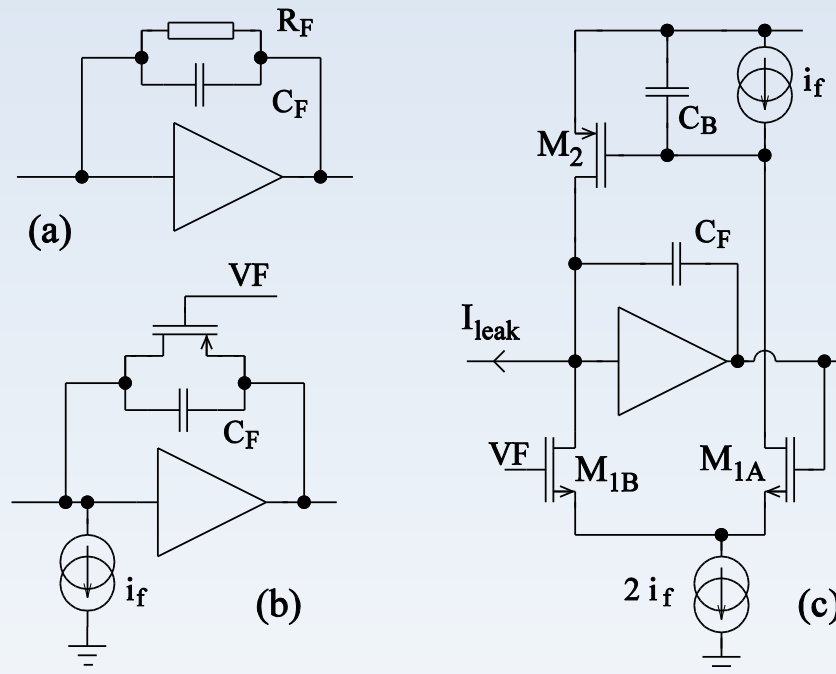 R_F
C_F
(a)
VF
C_F
i_f
(b)
i_f
C_B
M_2
C_F
I_leak
VF
M_1B
M_1A
2 i_f
(c)